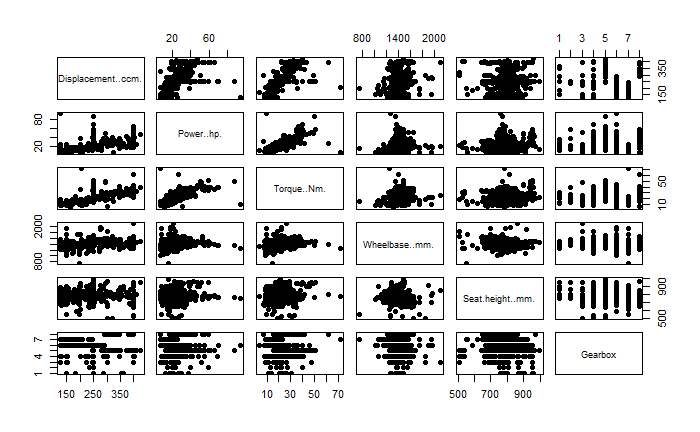 20 60
800 1400 2000
1 3 5 7
Displacement..ccm.
150 350
20 80
Power..hp.
Torque..Nm.
10 50
800 2000
Wheelbase..mm.
Seat.height..mm.
500 900
1 4 7
Gearbox
150 250 350
10 30 50 70
500 700 900